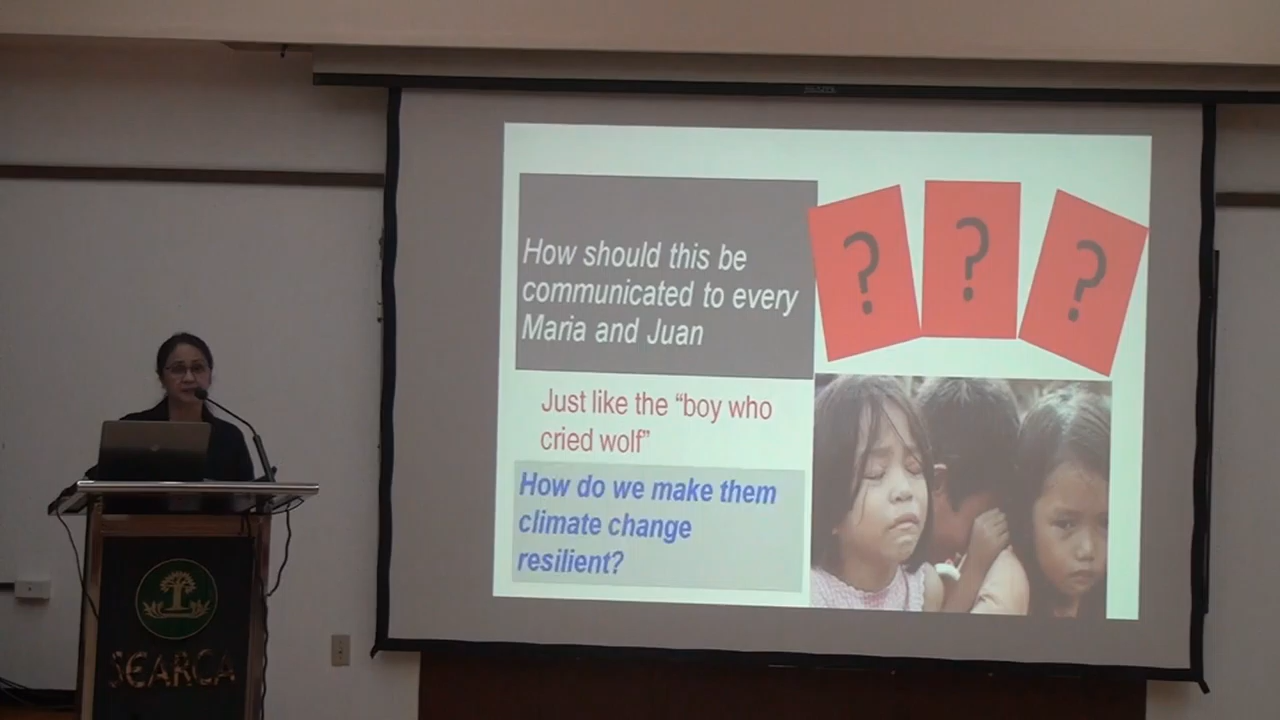 How should this be
communicated to every
Maria and Juan
? ? ?
Just like the “boy who
cried wolf”
How do we make them
climate change
resilient?
SEARCA